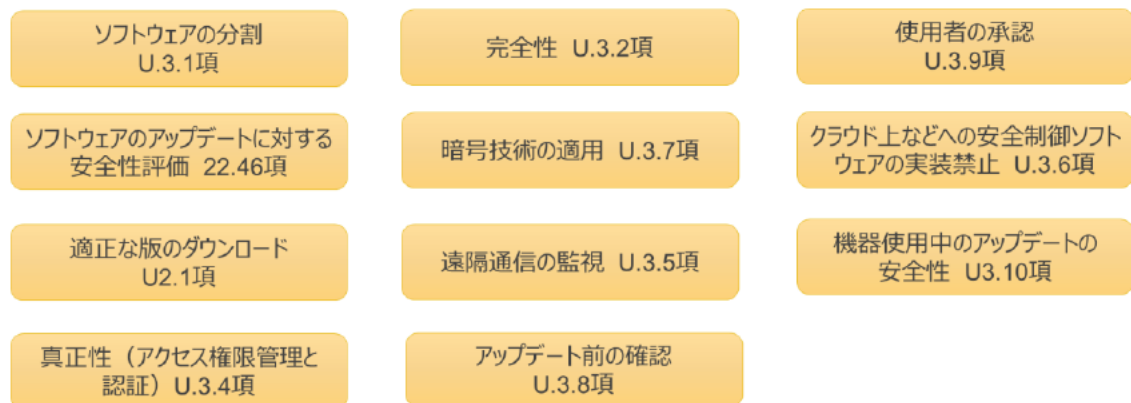 ソフトウェアの分割
U.3.1項
完全性 U.3.2項
使用者の承認
U.3.9項
ソフトウェアのアップデートに対する
安全性評価 22.46項
暗号技術の適用 U.3.7項
クラウド上などへの安全制御ソフト
ウェアの実装禁止 U.3.6項
適正な版のダウンロード
U2.1項
遠隔通信の監視 U.3.5項
機器使用中のアップデートの
安全性 U3.10項
真正性（アクセス権限管理と
認証）U.3.4項
アップデート前の確認
U.3.8項